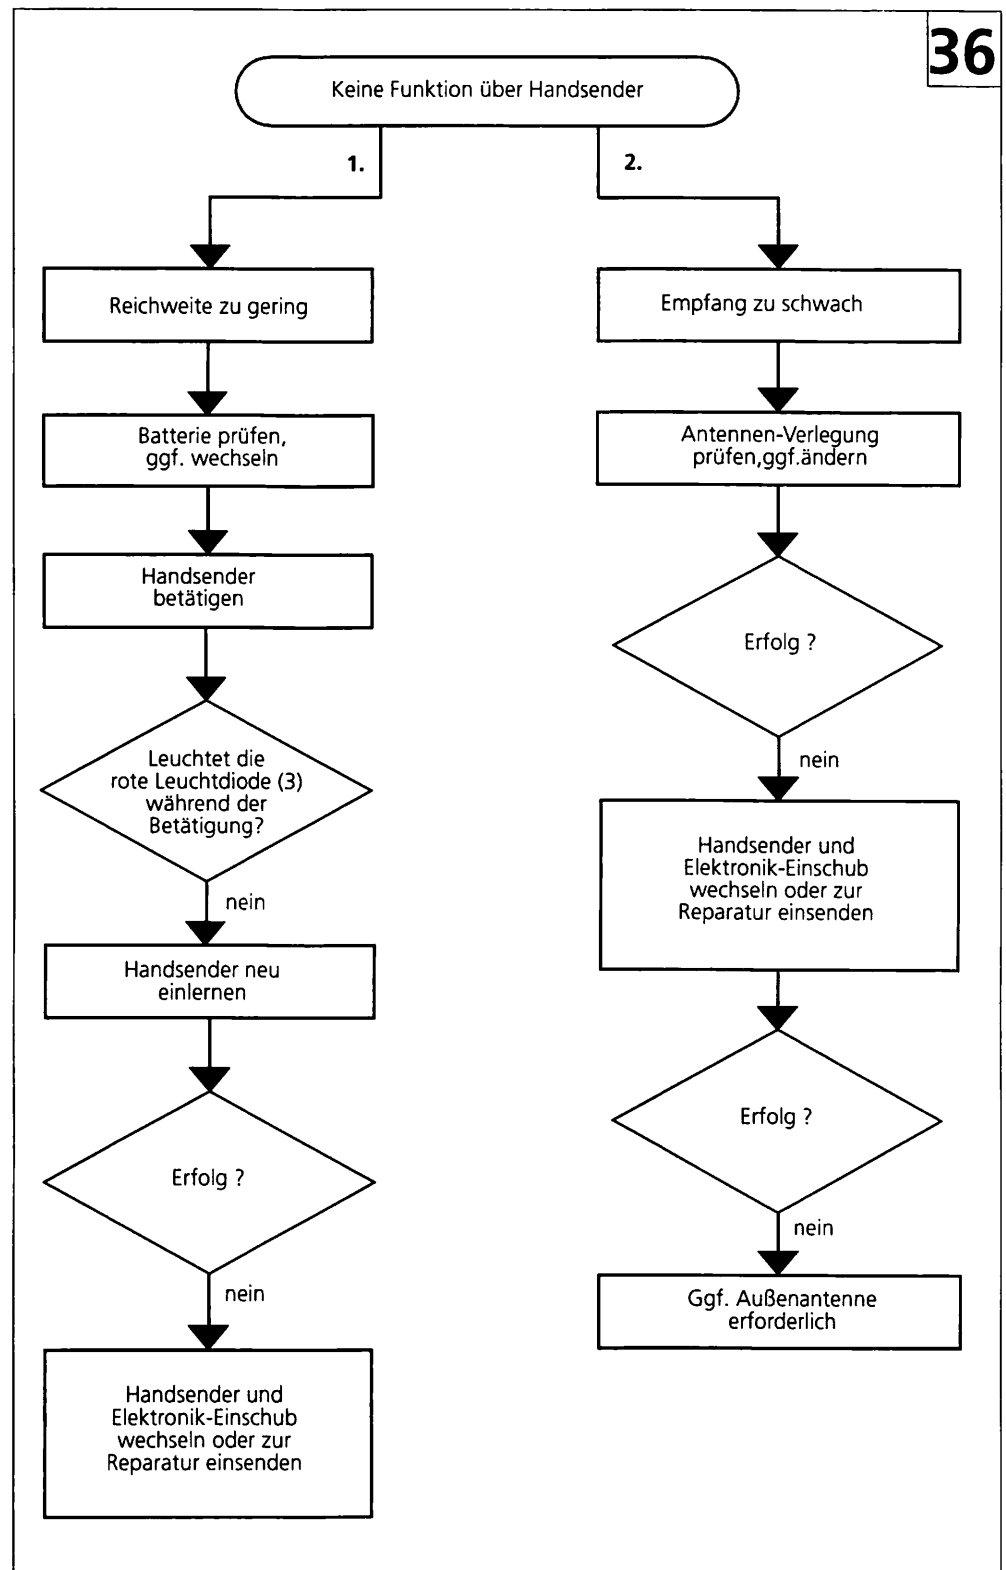 36
Keine Funktion über Handsender
1.
2.
Reichweite zu gering
Batterie prüfen,
ggf. wechseln
Handsender
betätigen
Leuchtet die
rote Leuchtdiode (3)
während der
Betätigung?
nein
Handsender neu
einlernen
Erfolg ?
nein
Handsender und
Elektronik-Einschub
wechseln oder zur
Reparatur einsenden
Empfang zu schwach
Antennen-Verlegung
prüfen,ggf.ändern
Erfolg ?
nein
Handsender und
Elektronik-Einschub
wechseln oder zur
Reparatur einsenden
Erfolg ?
nein
Ggf. Außenantenne
erforderlich